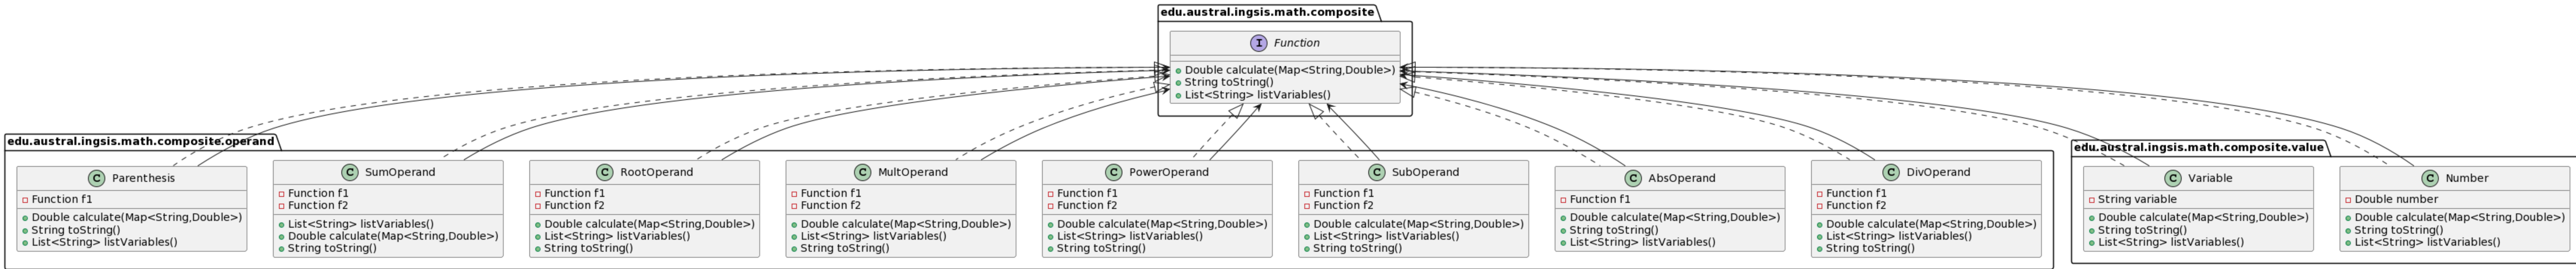 edu.austral.ingsis.math.composite
I Function
Double calculate(Map<String,Double>)
String toString()
List<String> listVariables()
edu.austral.ingsis.math.composite.operand
C Parenthesis
Function f1
Double calculate(Map<String,Double>)
String toString()
List<String> listVariables()
C SumOperand
Function f1
Function f2
List<String> listVariables()
Double calculate(Map<String,Double>)
String toString()
C RootOperand
Function f1
Function f2
Double calculate(Map<String,Double>)
List<String> listVariables()
String toString()
C MultOperand
Function f1
Function f2
Double calculate(Map<String,Double>)
List<String> listVariables()
String toString()
C PowerOperand
Function f1
Function f2
Double calculate(Map<String,Double>)
List<String> listVariables()
String toString()
C SubOperand
Function f1
Function f2
Double calculate(Map<String,Double>)
List<String> listVariables()
String toString()
C AbsOperand
Function f1
Double calculate(Map<String,Double>)
String toString()
List<String> listVariables()
C DivOperand
Function f1
Function f2
Double calculate(Map<String,Double>)
List<String> listVariables()
String toString()
edu.austral.ingsis.math.composite.value
C Variable
String variable
Double calculate(Map<String,Double>)
String toString()
List<String> listVariables()
C Number
Double number
Double calculate(Map<String,Double>)
String toString()
List<String> listVariables()